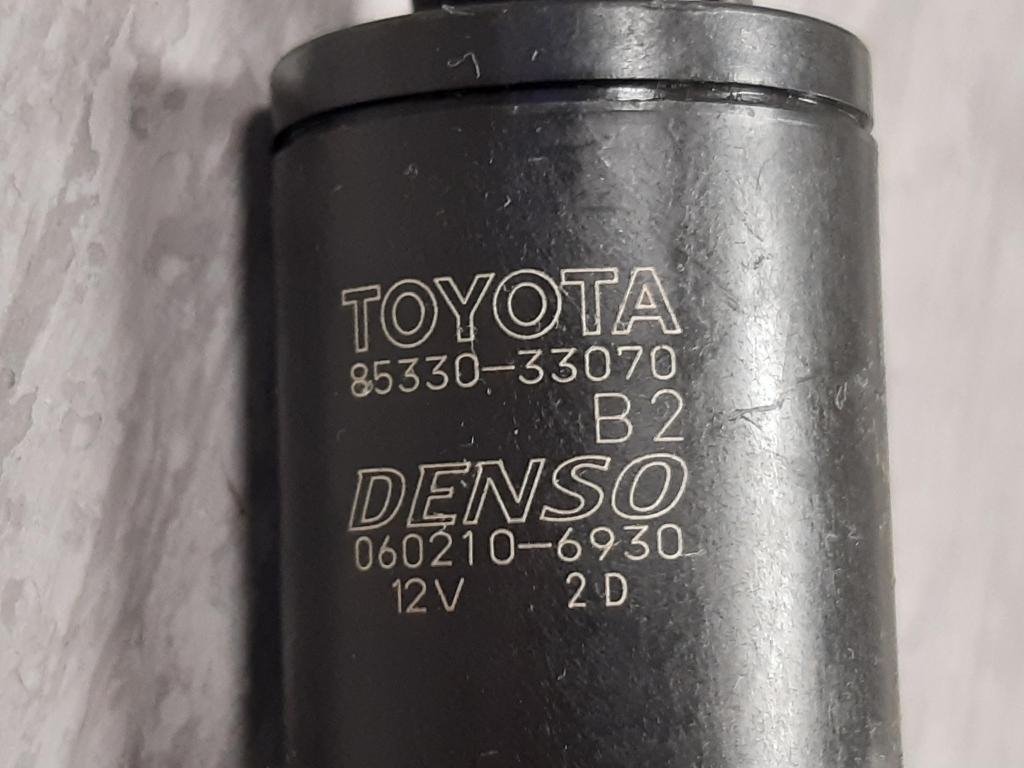 TOYOTA
85330-33070
B2
DENSO
060210-6930
12V 2D